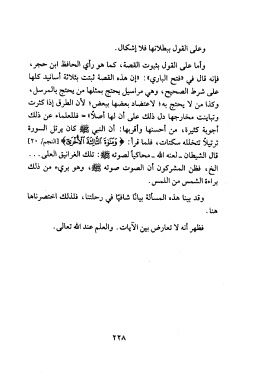 وعلى القول ببطلانها فلا إشكال.
وأما على القول بثبوت القصة، كما هو رأي الحافظ ابن حجر،
فإنه قال في «فتح الباري»: «إن هذه القصة ثبتت بثلاثة أسانيد كلها
على شرط الصحيح، وهي مراسيل يحتج بمثلها من يحتج بالمرسل،
وكذا من لا يحتج به» «لاعتضاد بعضها ببعض» لأن الطرق إذا كثرت
وتباينت مخارجها دل ذلك على أن لها أصلاً» – فللعلماء عن ذلك
أجوبة كثيرة، من أحسنها وأقربها: أن النبي ﷺ كان يرتل السورة
ترتيلاً تتخلله سكتات، فلما قرأ: ﴿ وَمَنَوٰةَ ٱلثَّالِثَةَ ٱلۡأُخۡرَىٰٓ﴾ [النجم/ ٢٠]
قال الشيطان ـ لعنه الله ـ محاكياً لصوته ﷺ: تلك الغرانيق العلى...
الخ، فظن المشركون أن الصوت صوته ﷺ، وهو بريء من ذلك
براءة الشمس من اللمس.
وقد بينا هذه المسألة بياناً شافياً في رحلتنا، فلذلك اختصرناها
هنا.
فظهر أنه لا تعارض بين الآيات. والعلم عند الله تعالى.
٢٢٨